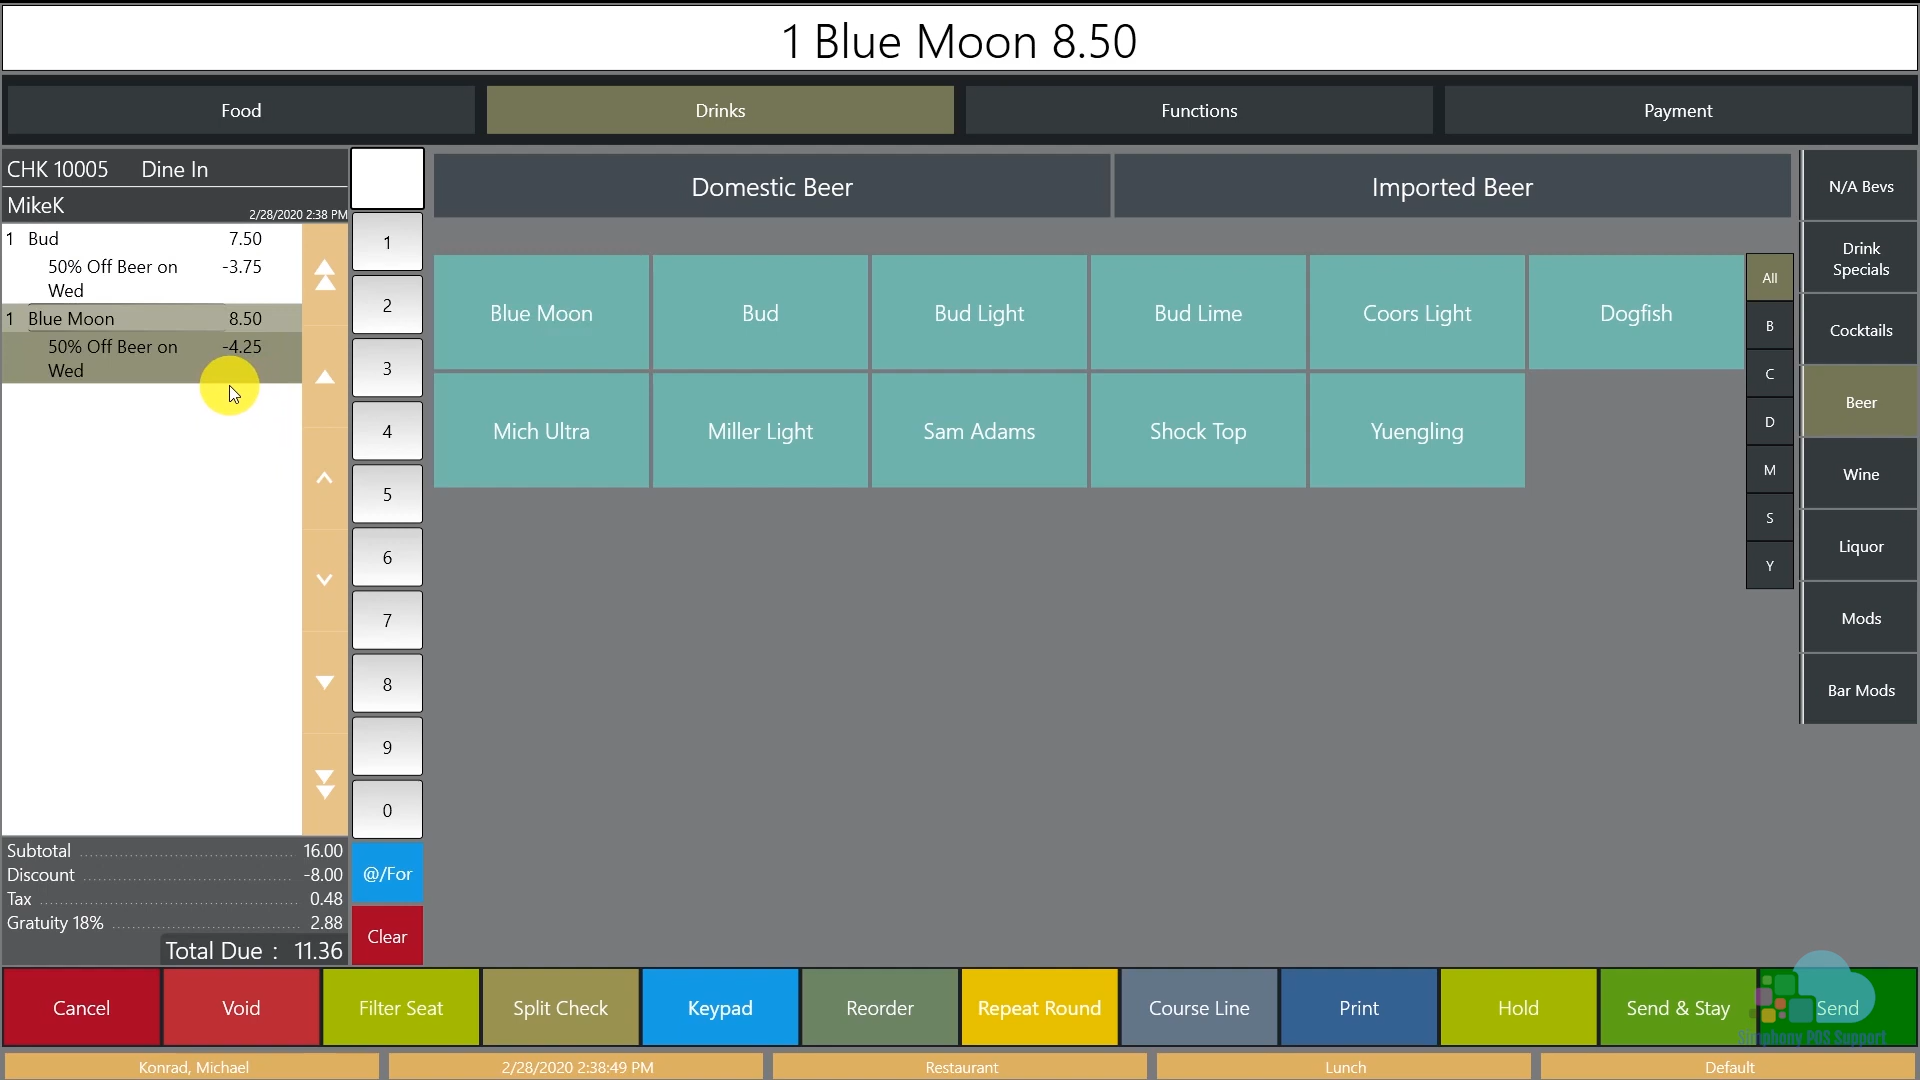 1 Blue Moon 8.50
Food
Drinks
Functions
Payment
CHK 10005 Dine In
MikeK
2/28/2020 2:38 PM
1 Bud 7.50
50% Off Beer on -3.75
Wed
1 Blue Moon 8.50
50% Off Beer on -4.25
Wed
Subtotal 16.00
Discount -8.00
Tax 0.48
Gratuity 18% 2.88
Total Due : 11.36
1
2
3
4
5
6
7
8
9
0
@/For
Clear
Domestic Beer
Imported Beer
Blue Moon
Bud
Bud Light
Bud Lime
Coors Light
Dogfish
Mich Ultra
Miller Light
Sam Adams
Shock Top
Yuengling
All
B
C
D
M
S
Y
N/A Bevs
Drink
Specials
Cocktails
Beer
Wine
Liquor
Mods
Bar Mods
Cancel
Void
Filter Seat
Split Check
Keypad
Reorder
Repeat Round
Course Line
Print
Hold
Send & Stay
Send
Simphony POS Support
Konrad, Michael
2/28/2020 2:38:49 PM
Restaurant
Lunch
Default